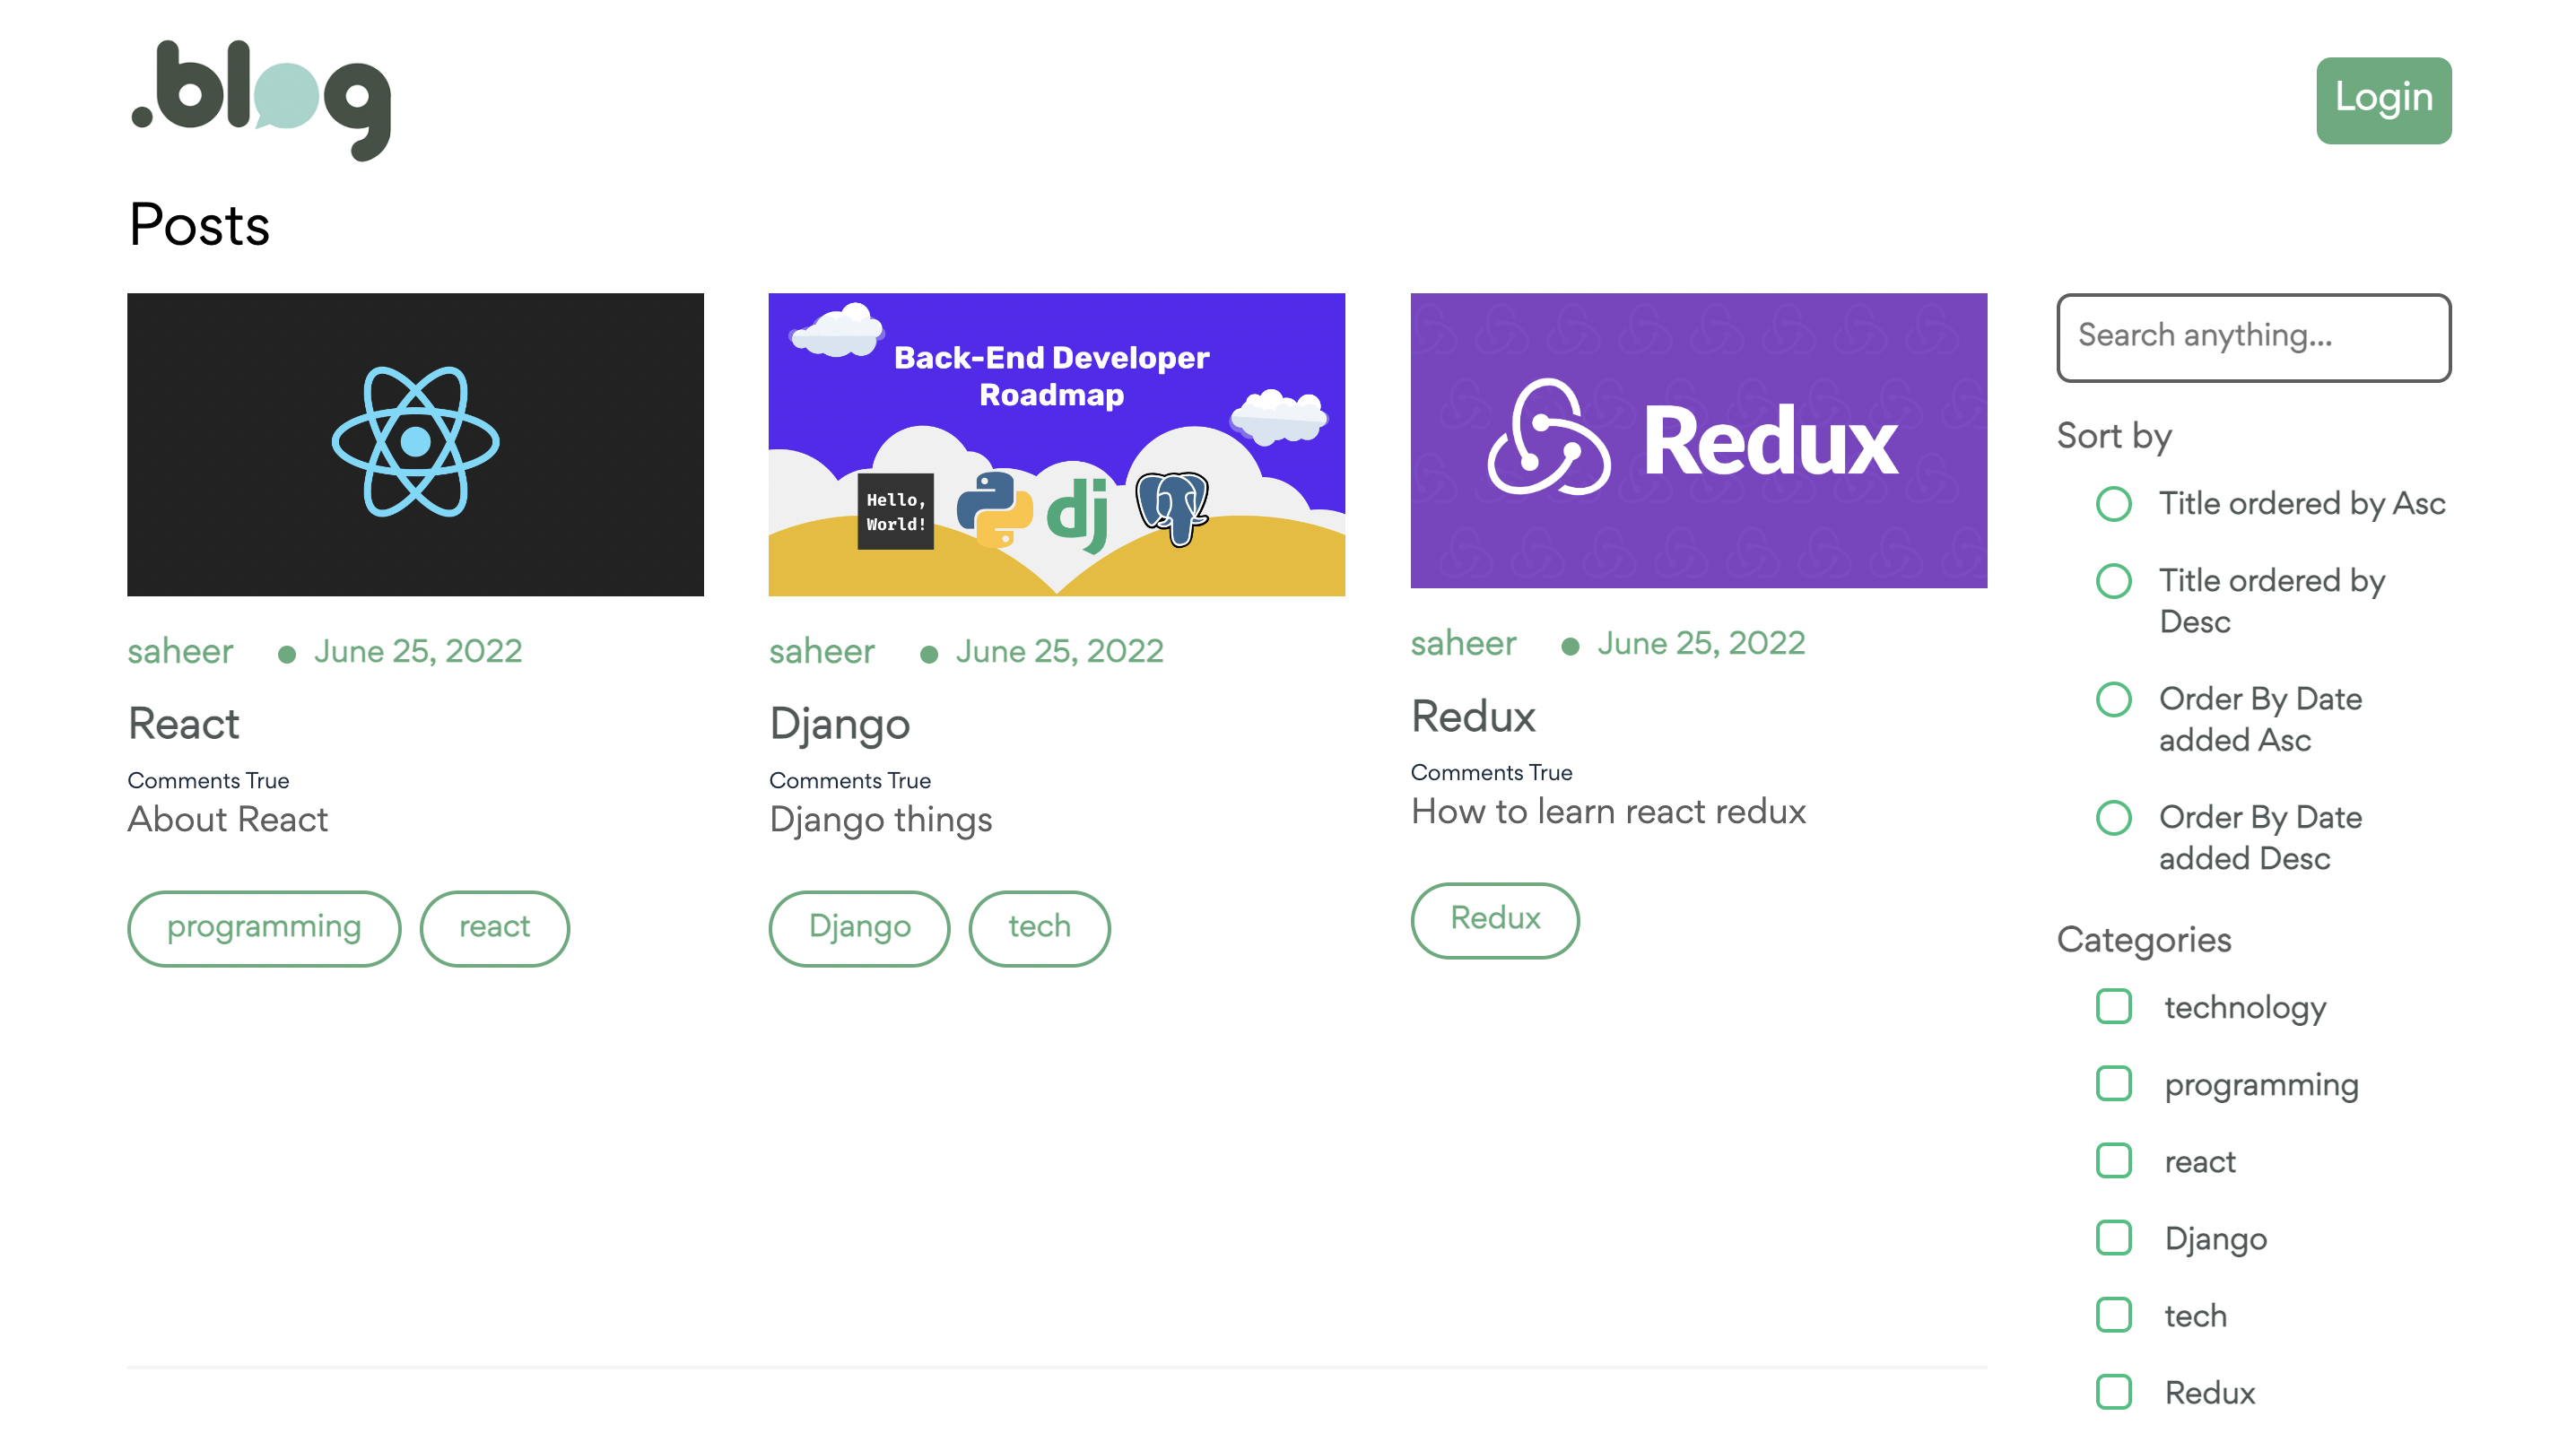 .blog
Login
Posts
Back-End Developer
Roadmap
Hello,
World!
dj
Redux
saheer
June 25, 2022
React
Comments True
About React
programming
react
saheer
June 25, 2022
Django
Comments True
Django things
Django
tech
saheer
June 25, 2022
Redux
Comments True
How to learn react redux
Redux
Search anything...
Sort by
Title ordered by Asc
Title ordered by
Desc
Order By Date
added Asc
Order By Date
added Desc
Categories
technology
programming
react
Django
tech
Redux